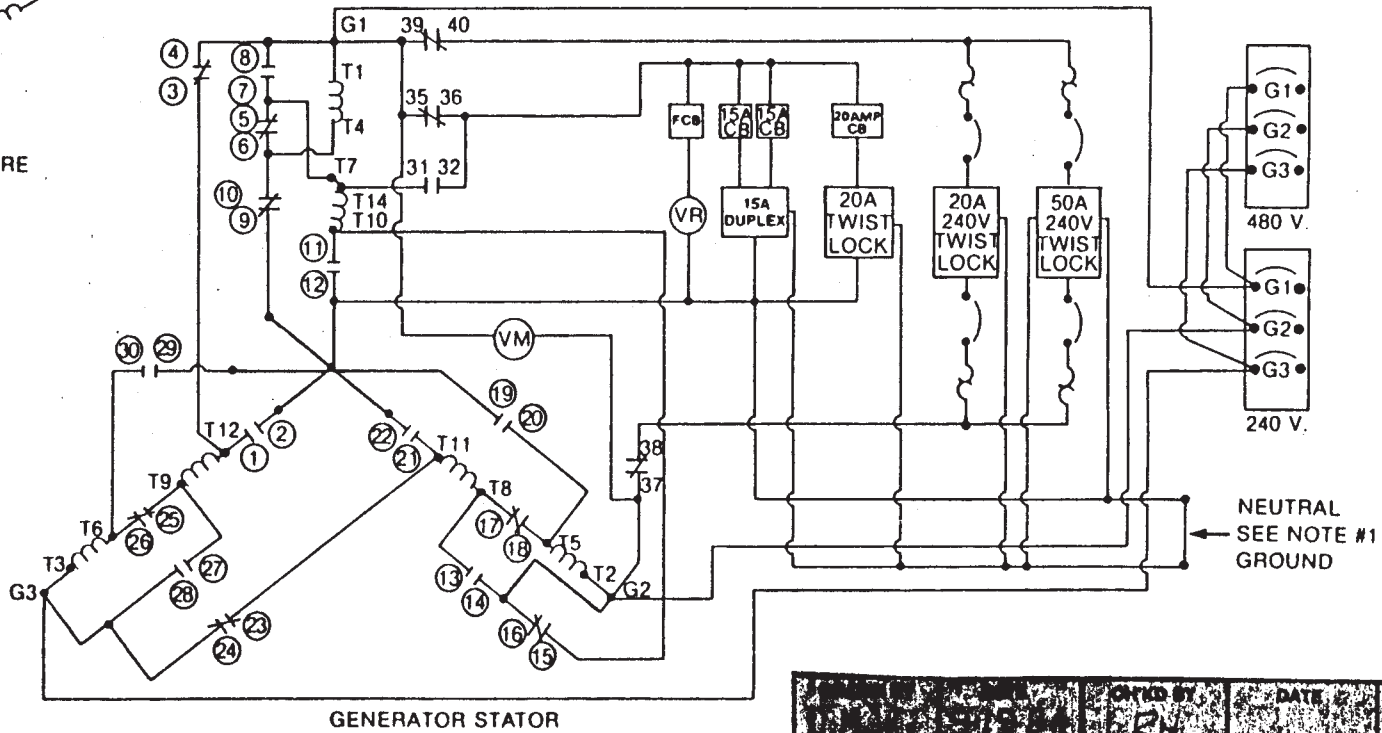 G1 39 40
4 8
3 T1
7 35 36
5 T4
6
RE
T7 31 32
10 T14
9 T10
11
12
FCB 15A CB 15A CB 20AMP CB
VR 15A DUPLEX 20A TWIST LOCK 20A 240V TWIST LOCK 50A 240V TWIST LOCK
G1
G2
G3
480 V.
G1
G2
G3
240 V.
VM
30 29
19 20
T12 2
1
22 T11
21
38
37
T9
T8
25
26
17
18
T6 T5
T3 T2
G3 G2
27
28
13
14
23
24
16
15
NEUTRAL
SEE NOTE #1
GROUND
GENERATOR STATOR
CH'KD BY DATE